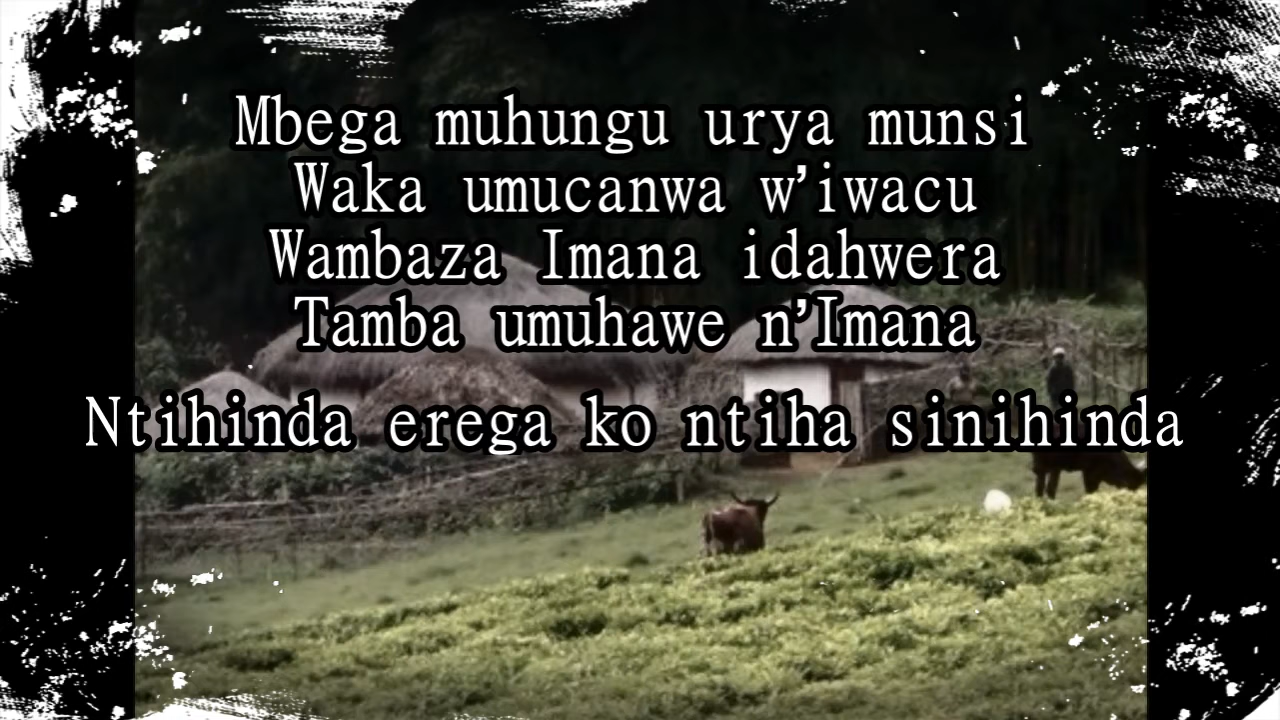 Mbega muhungu urya munsi
Waka umucanwa w’iwacu
Wambaza Imana idahwera
Tamba umuhawe n’Imana
Ntihinda erega ko ntiha sinihinda